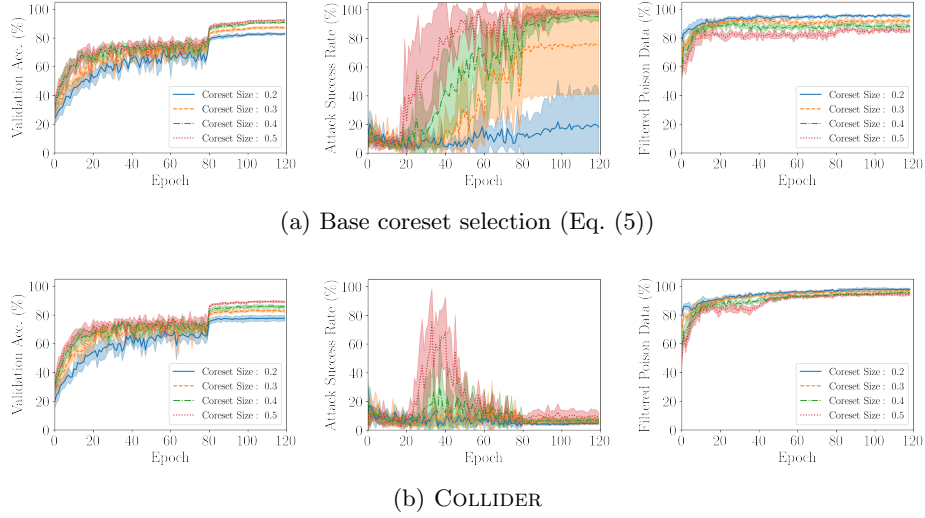 Validation Acc. (%)
100
80
60
40
20
0
0 20 40 60 80 100 120
Epoch
Coreset Size : 0.2
Coreset Size : 0.3
Coreset Size : 0.4
Coreset Size : 0.5
Attack Success Rate (%)
100
80
60
40
20
0
0 20 40 60 80 100 120
Epoch
Filtered Poison Data (%)
100
80
60
40
20
0
0 20 40 60 80 100 120
Epoch
Coreset Size : 0.2
Coreset Size : 0.3
Coreset Size : 0.4
Coreset Size : 0.5
(a) Base coreset selection (Eq. (5))
Validation Acc. (%)
100
80
60
40
20
0
0 20 40 60 80 100 120
Epoch
Coreset Size : 0.2
Coreset Size : 0.3
Coreset Size : 0.4
Coreset Size : 0.5
Attack Success Rate (%)
100
80
60
40
20
0
0 20 40 60 80 100 120
Epoch
Filtered Poison Data (%)
100
80
60
40
20
0
0 20 40 60 80 100 120
Epoch
Coreset Size : 0.2
Coreset Size : 0.3
Coreset Size : 0.4
Coreset Size : 0.5
(b) COLLIDER